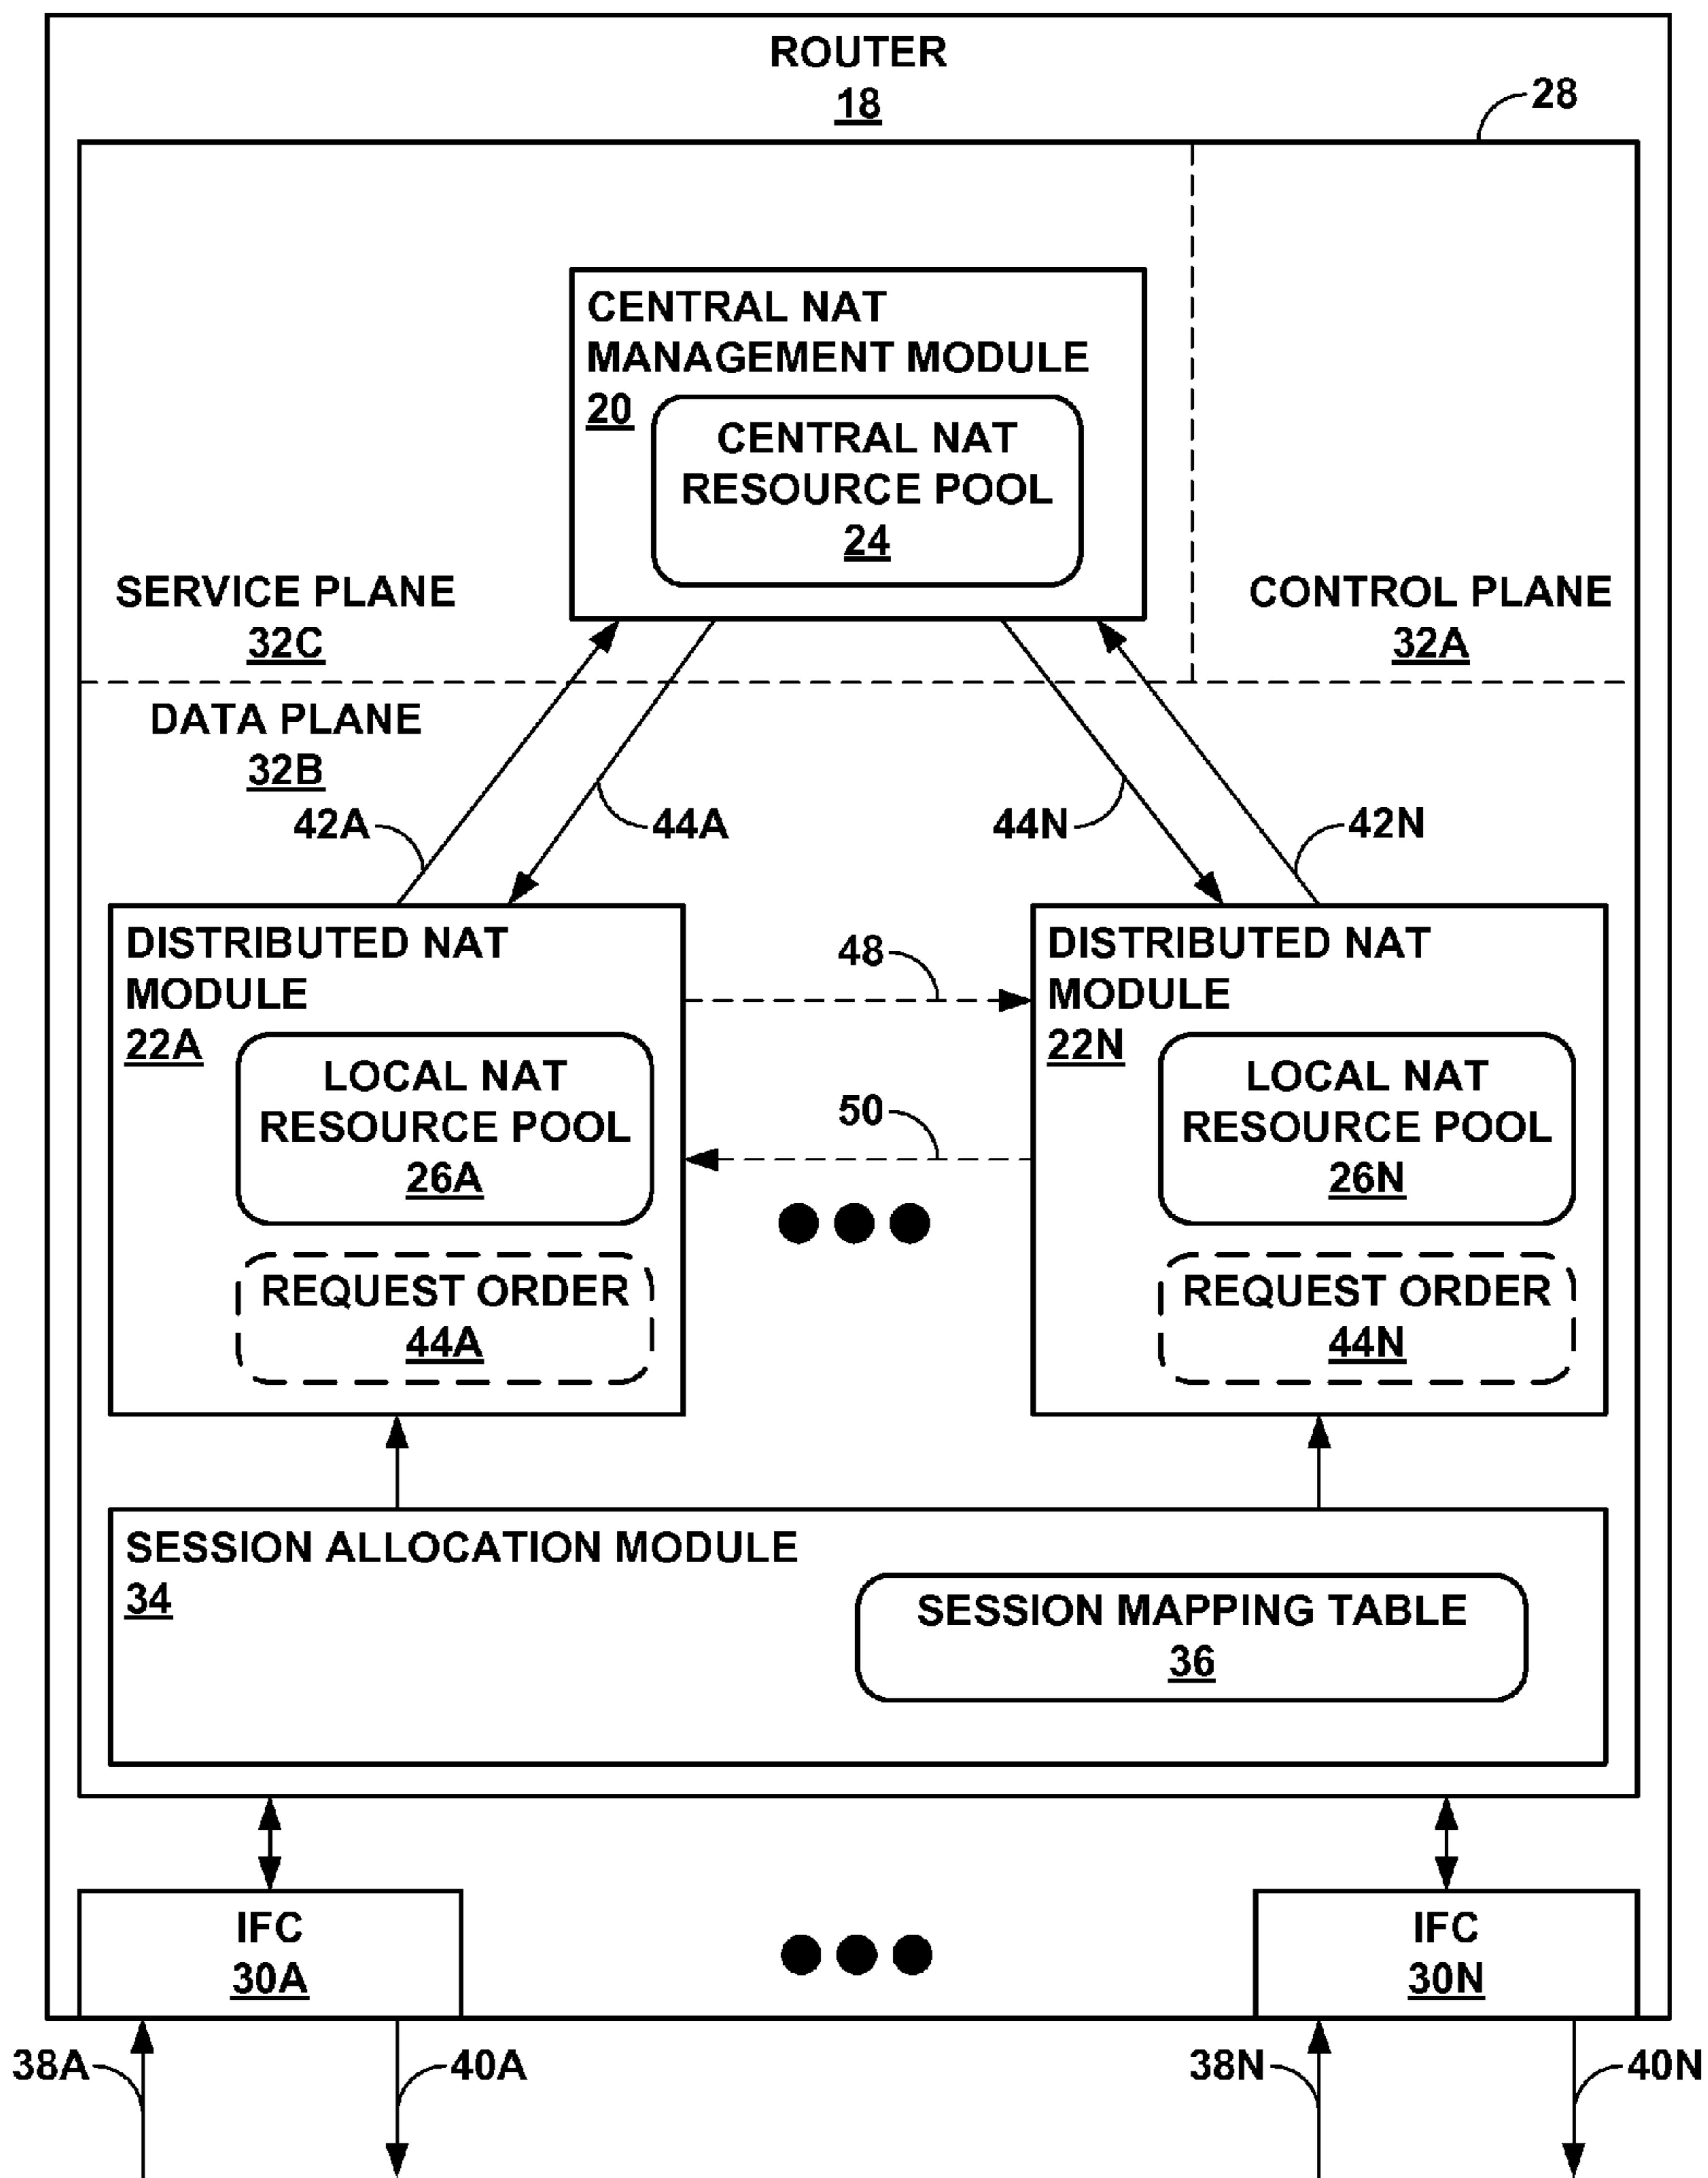 ROUTER
18
28
CENTRAL NAT
MANAGEMENT MODULE
20
CENTRAL NAT
RESOURCE POOL
24
SERVICE PLANE
32C
CONTROL PLANE
32A
DATA PLANE
32B
42A
44A
44N
42N
DISTRIBUTED NAT
MODULE
22A
LOCAL NAT
RESOURCE POOL
26A
REQUEST ORDER
44A
48
50
DISTRIBUTED NAT
MODULE
22N
LOCAL NAT
RESOURCE POOL
26N
REQUEST ORDER
44N
SESSION ALLOCATION MODULE
34
SESSION MAPPING TABLE
36
IFC
30A
IFC
30N
38A
40A
38N
40N